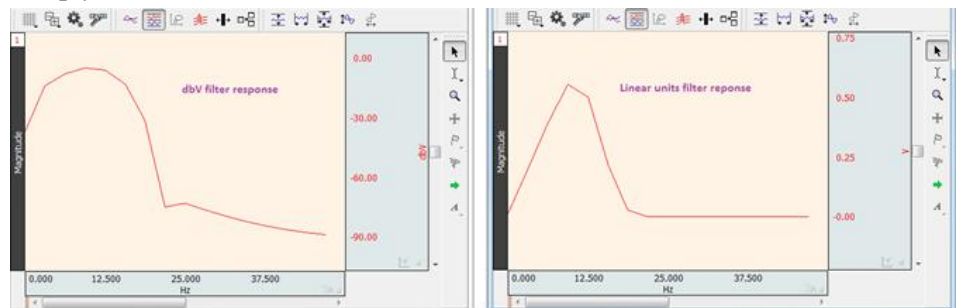 1
dbV filter response
Magnitude
0.00
-30.00
-60.00
-90.00
dbV
0.000 12.500 25.000 37.500
Hz
1
Linear units filter reponse
Magnitude
0.75
0.50
0.25
-0.00
V
0.000 12.500 25.000 37.500
Hz